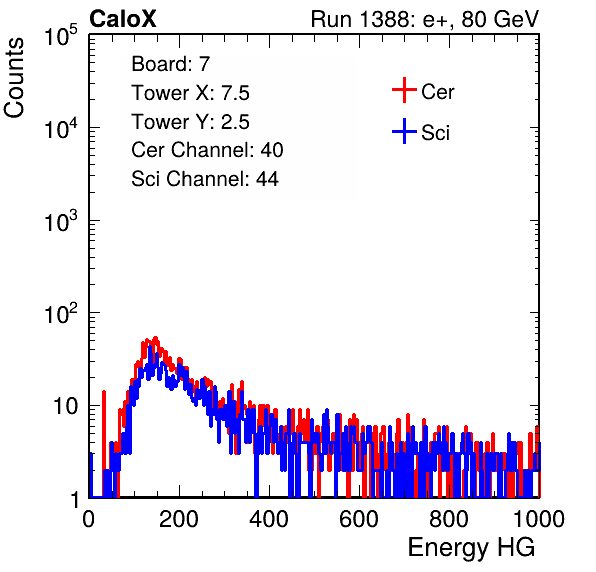 CaloX Run 1388: e+, 80 GeV
Counts
Board: 7
Tower X: 7.5
Tower Y: 2.5
Cer Channel: 40
Sci Channel: 44
Cer
Sci
10^5
10^4
10^3
10^2
10
1
0 200 400 600 800 1000
Energy HG